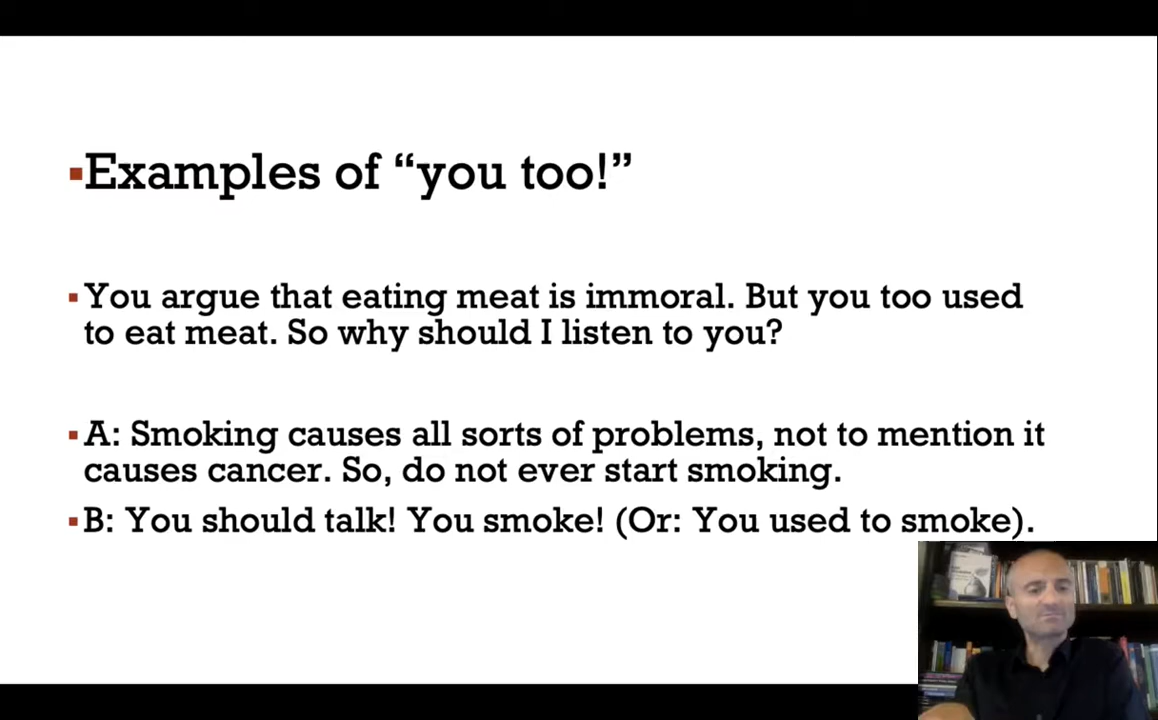 ▪Examples of “you too!”
▪You argue that eating meat is immoral. But you too used
to eat meat. So why should I listen to you?
▪A: Smoking causes all sorts of problems, not to mention it
causes cancer. So, do not ever start smoking.
▪B: You should talk! You smoke! (Or: You used to smoke).